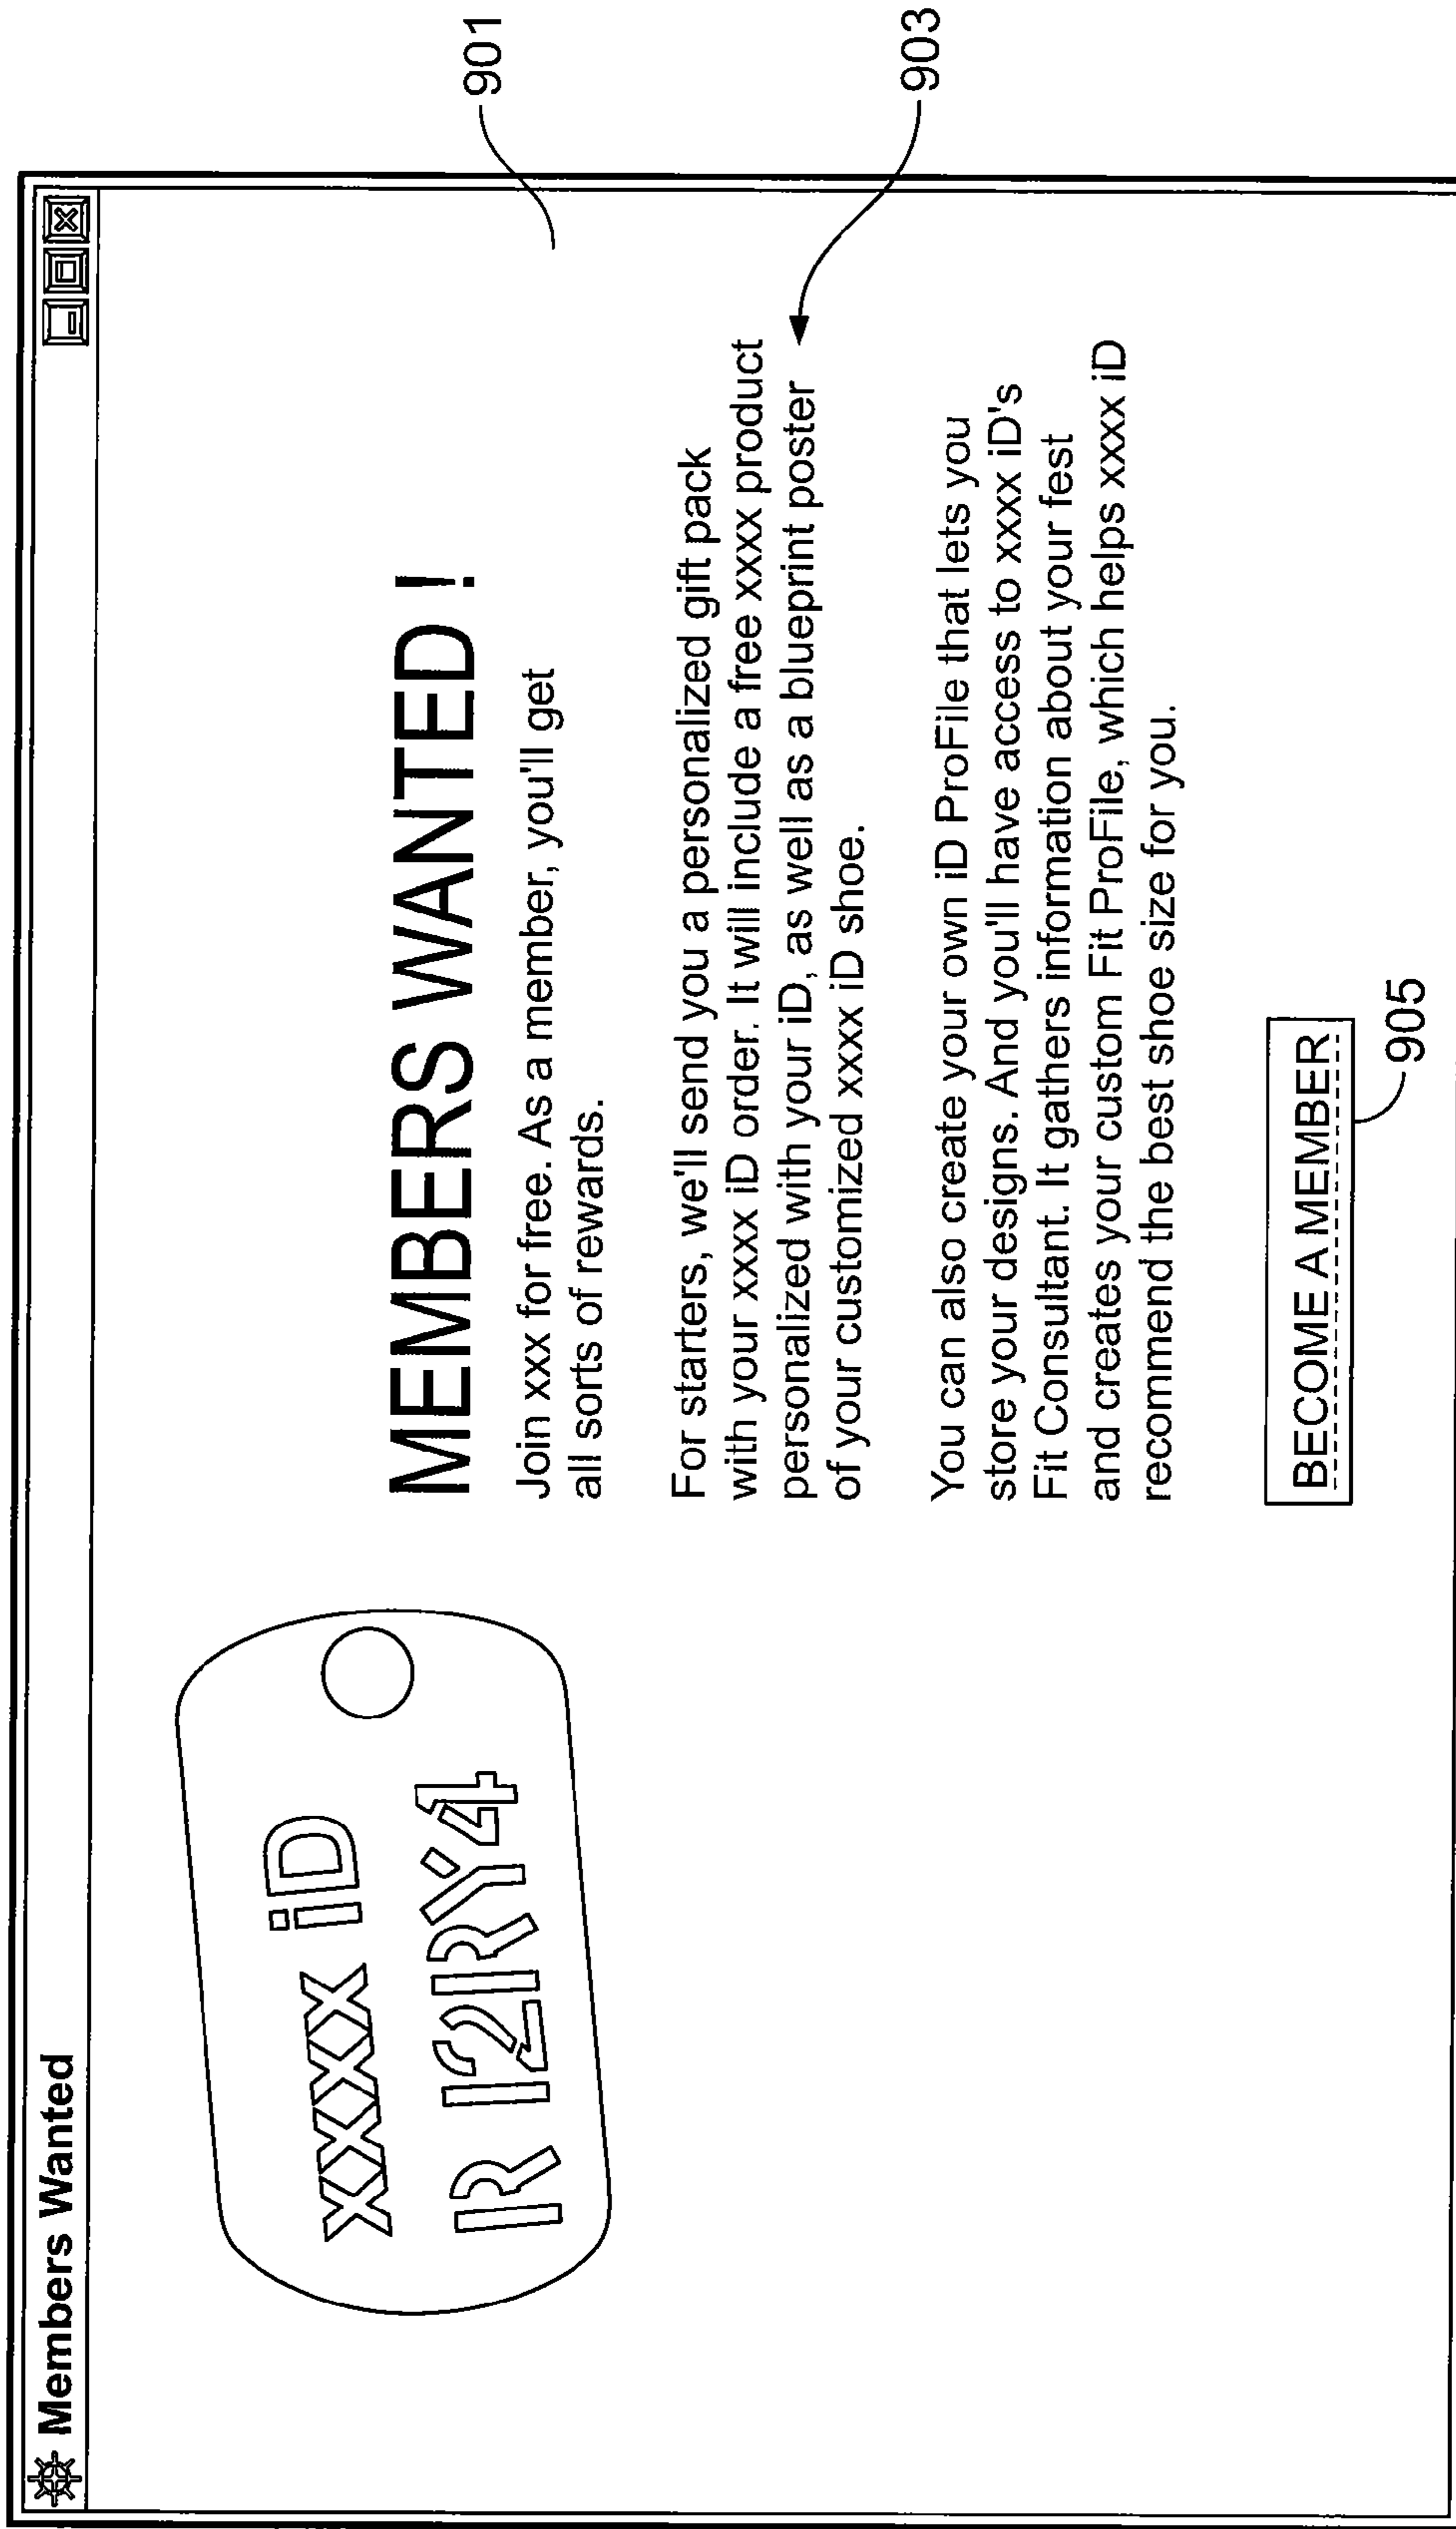 Members Wanted
xxxx iD
R 12RY4
MEMBERS WANTED !
Join xxx for free. As a member, you'll get
all sorts of rewards.
For starters, we'll send you a personalized gift pack
with your xxxx iD order. It will include a free xxxx product
personalized with your iD, as well as a blueprint poster
of your customized xxxx iD shoe.
You can also create your own iD ProFile that lets you
store your designs. And you'll have access to xxxx iD's
Fit Consultant. It gathers information about your fest
and creates your custom Fit ProFile, which helps xxxx iD
recommend the best shoe size for you.
BECOME A MEMBER
901
903
905